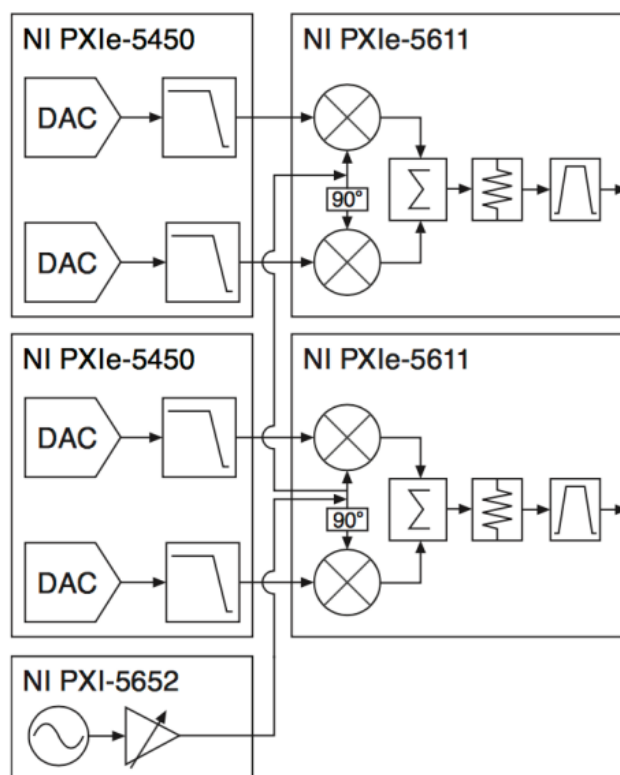 NI PXIe-5450
NI PXIe-5611
DAC
90°
Σ
DAC
NI PXIe-5450
NI PXIe-5611
DAC
90°
Σ
DAC
NI PXI-5652